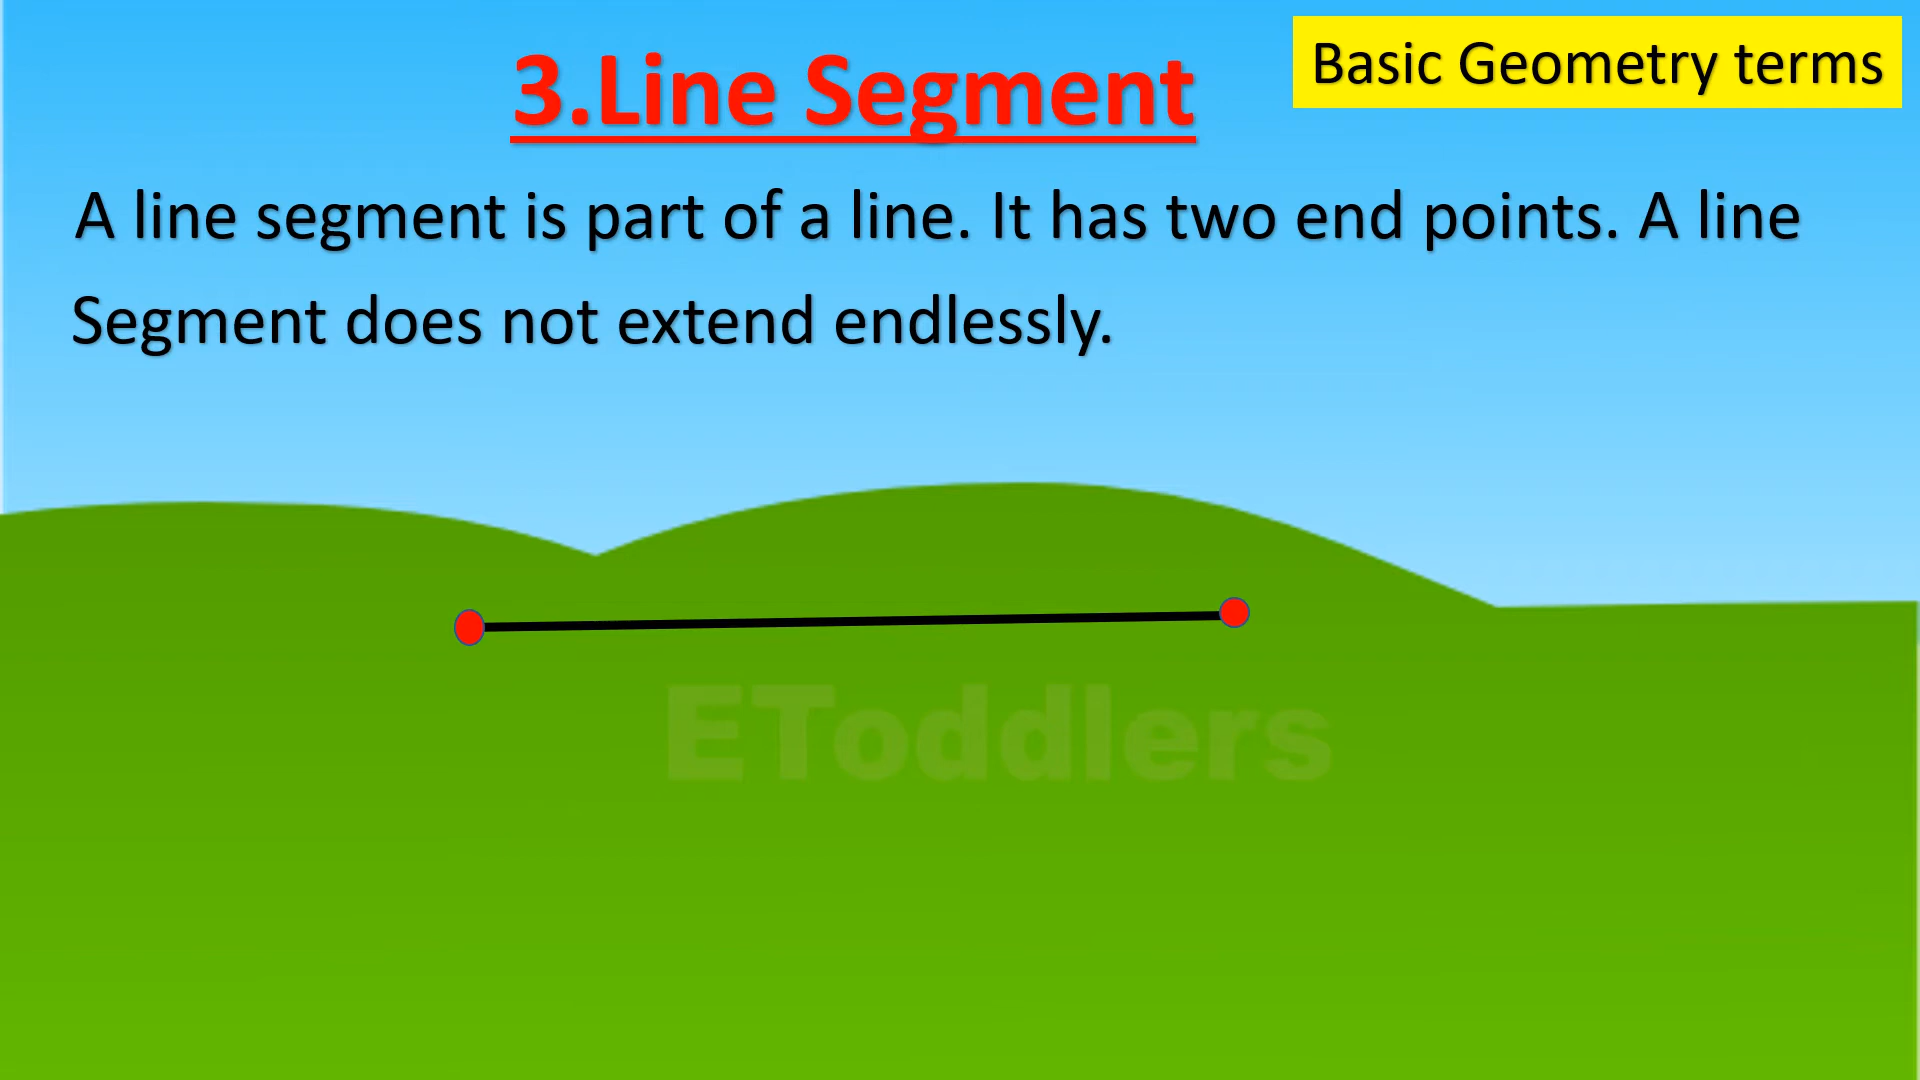 3.Line Segment
Basic Geometry terms
A line segment is part of a line. It has two end points. A line
Segment does not extend endlessly.
EToddlers